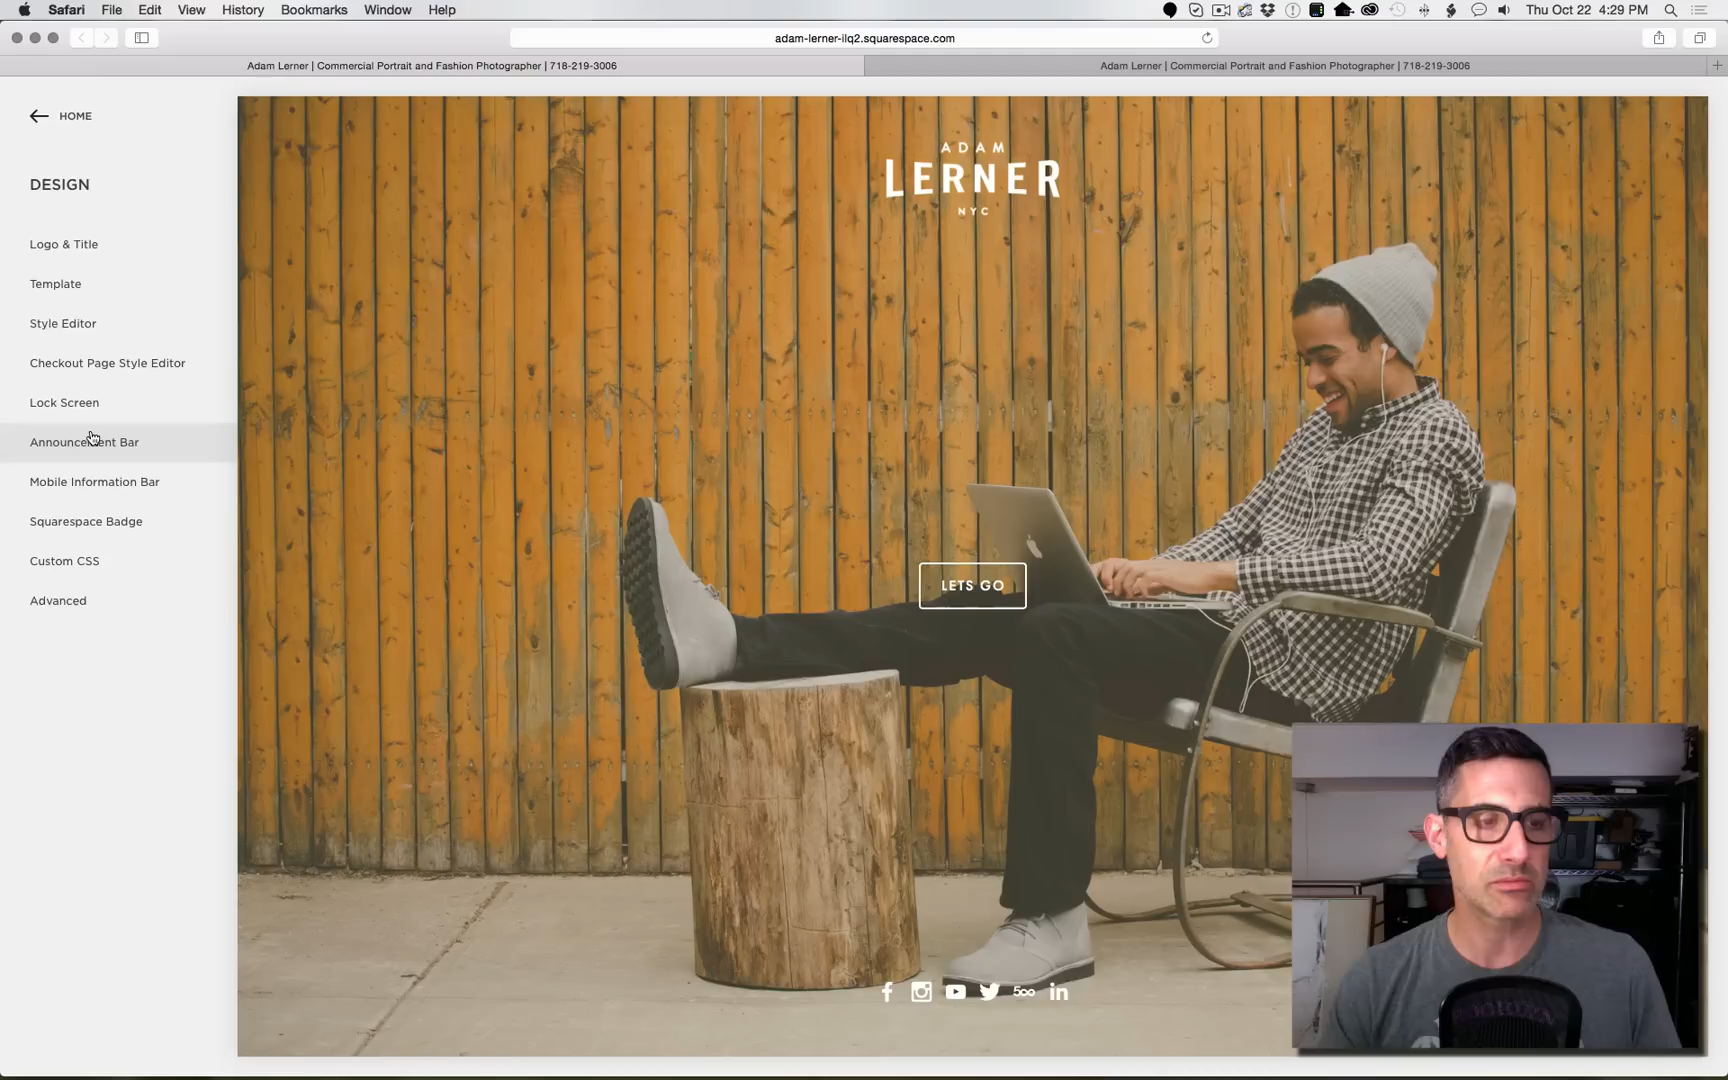 Safari File Edit View History Bookmarks Window Help Thu Oct 22 4:29 PM
adam-lerner-ilq2.squarespace.com
Adam Lerner | Commercial Portrait and Fashion Photographer | 718-219-3006
Adam Lerner | Commercial Portrait and Fashion Photographer | 718-219-3006
HOME
DESIGN
Logo & Title
Template
Style Editor
Checkout Page Style Editor
Lock Screen
Announcement Bar
Mobile Information Bar
Squarespace Badge
Custom CSS
Advanced
ADAM
LERNER
NYC
LETS GO
500
in